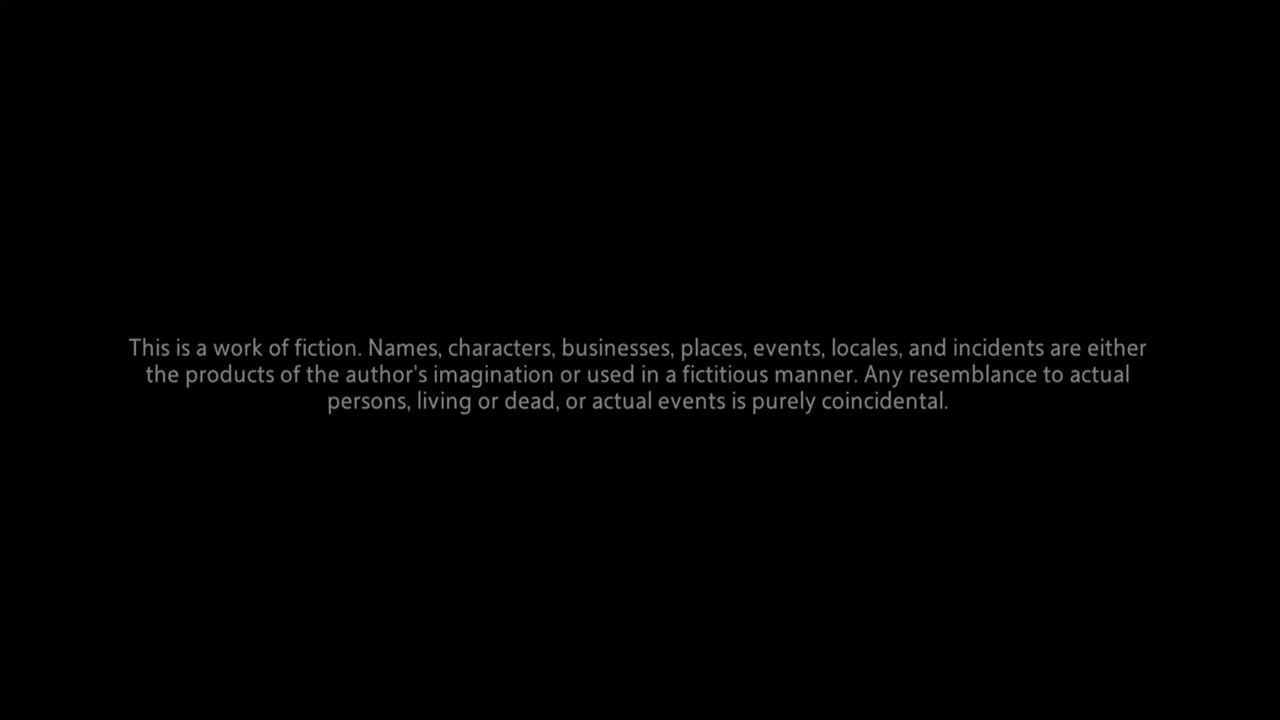 This is a work of fiction. Names, characters, businesses, places, events, locales, and incidents are either
the products of the author's imagination or used in a fictitious manner. Any resemblance to actual
persons, living or dead, or actual events is purely coincidental.